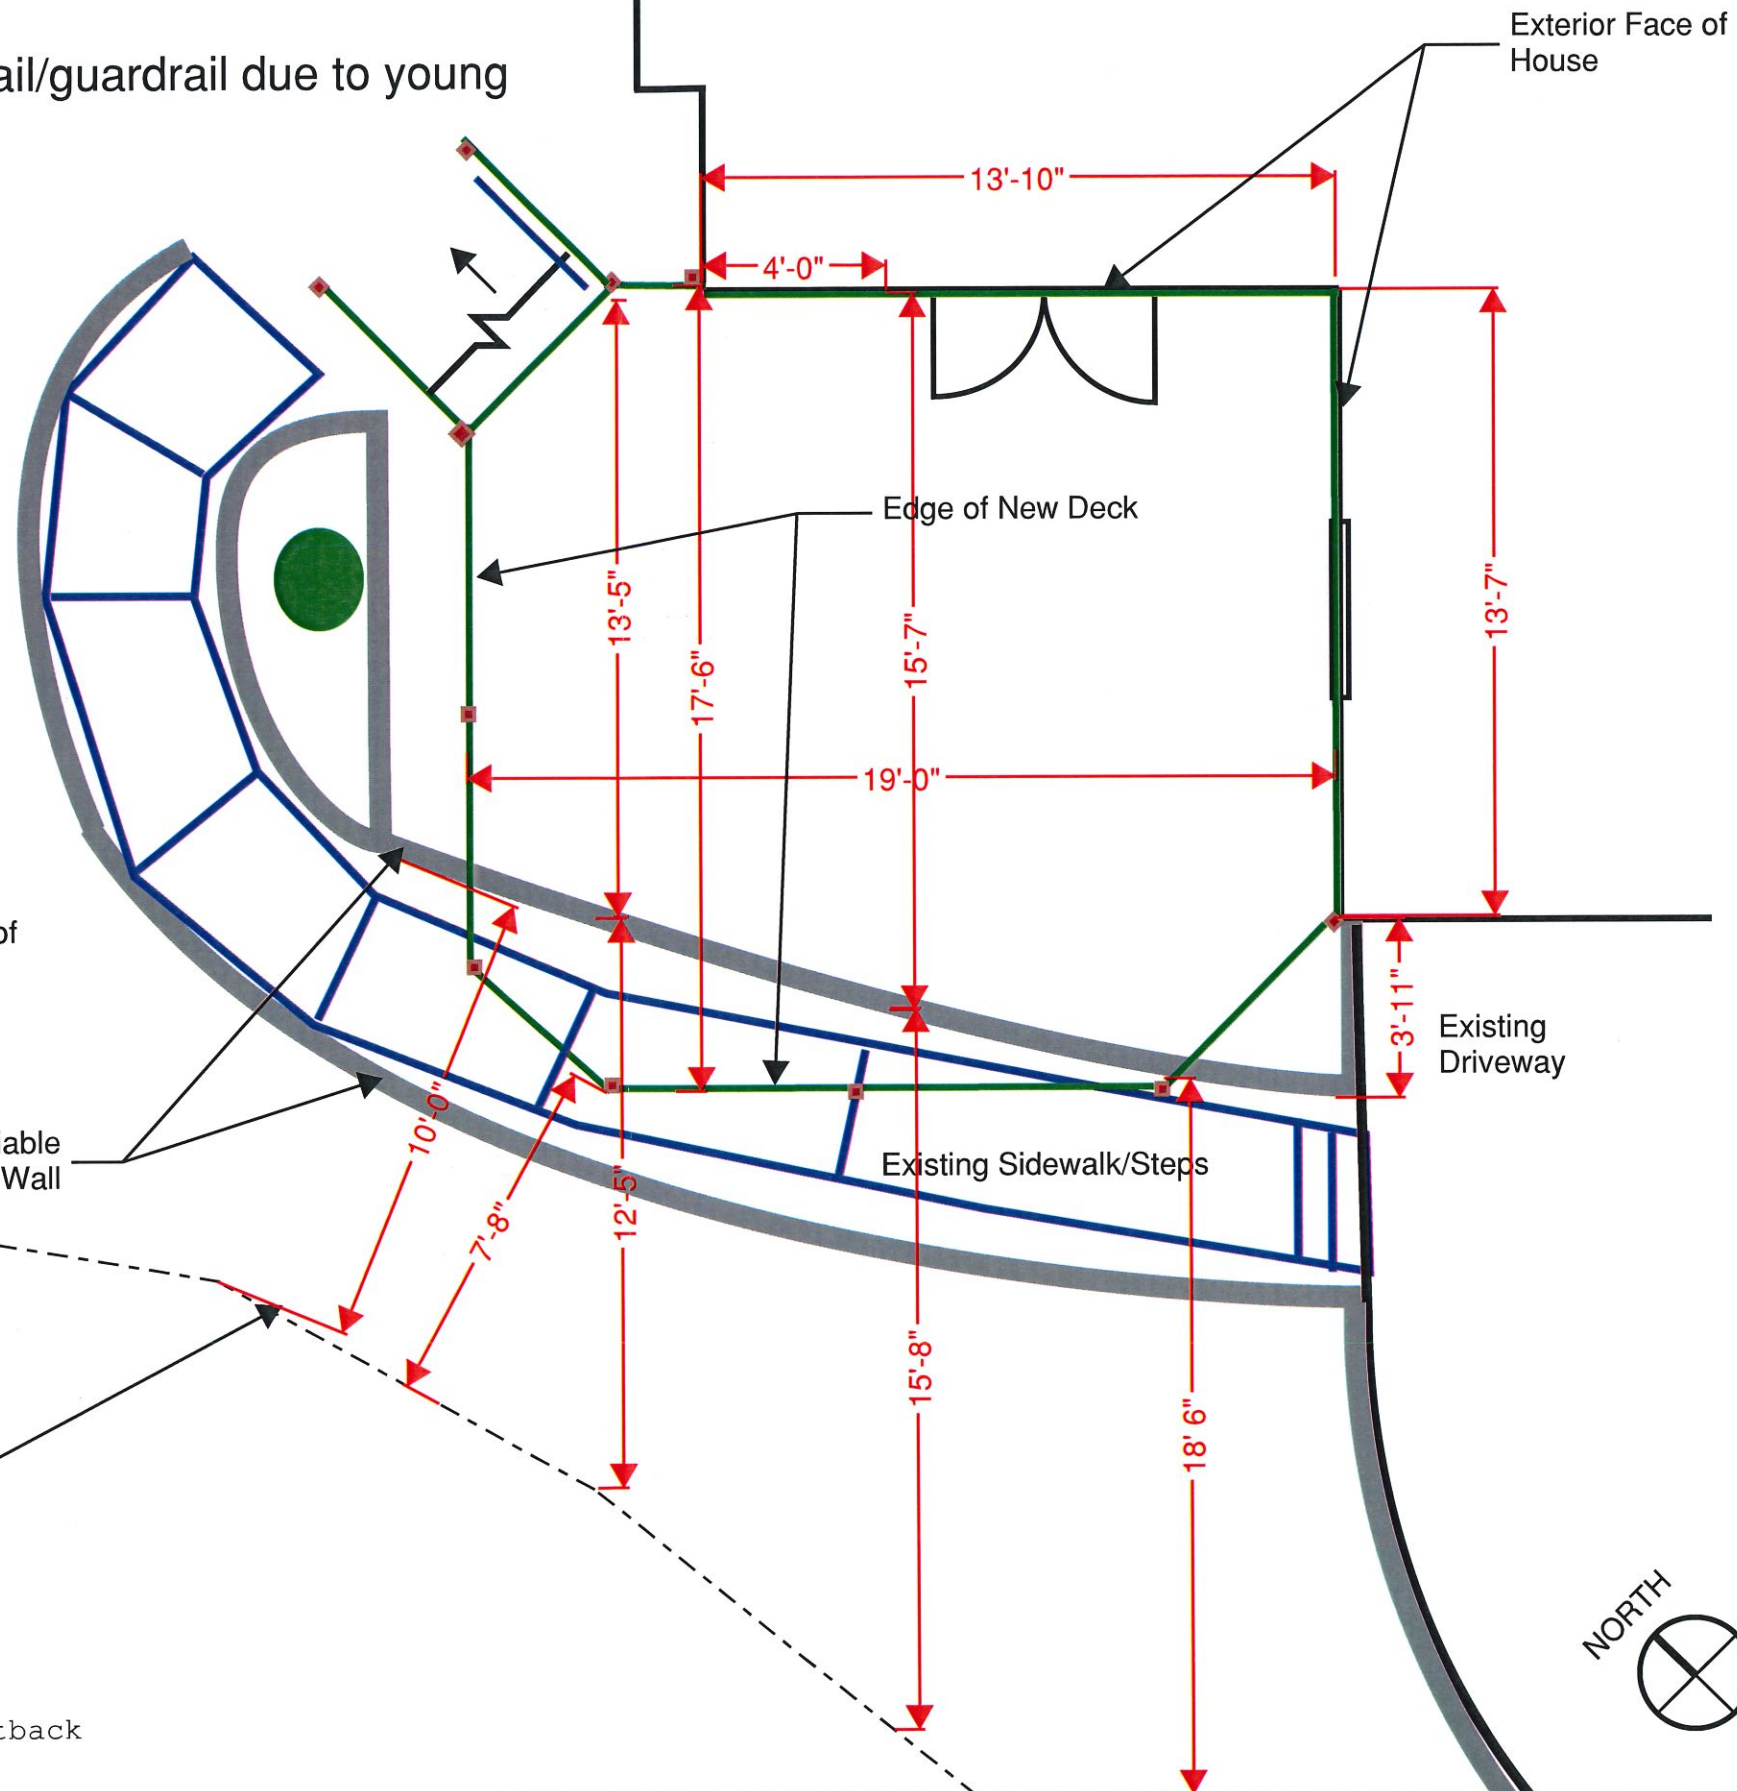 Exterior Face of
House
ail/guardrail due to young
13'-10"
4'-0"
Edge of New Deck
13'-5"
17'-6"
15'-7"
13'-7"
19'-0"
of
3'-11"
Existing
Driveway
10'-0"
iable
Wall
Existing Sidewalk/Steps
7'-8"
12'-5"
15'-8"
18' 6"
NORTH
tback